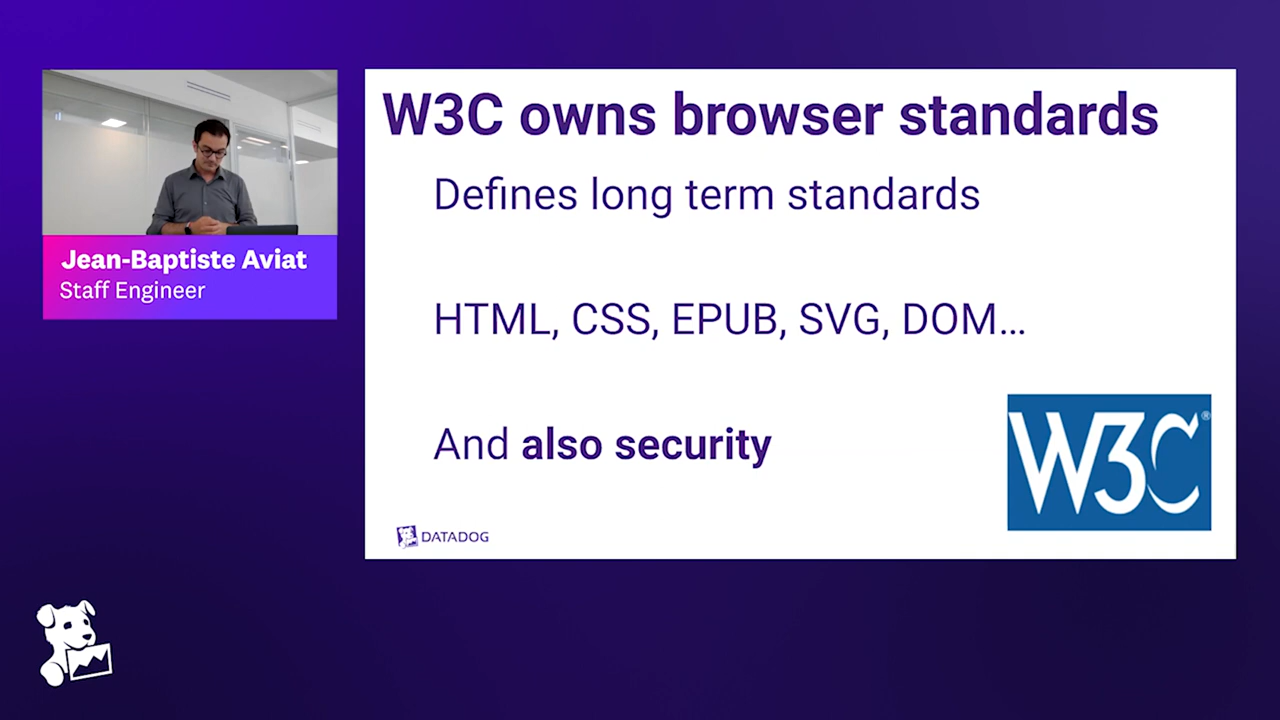 W3C owns browser standards
Defines long term standards
Jean-Baptiste Aviat
Staff Engineer
HTML, CSS, EPUB, SVG, DOM...
And also security
W3C®
DATADOG